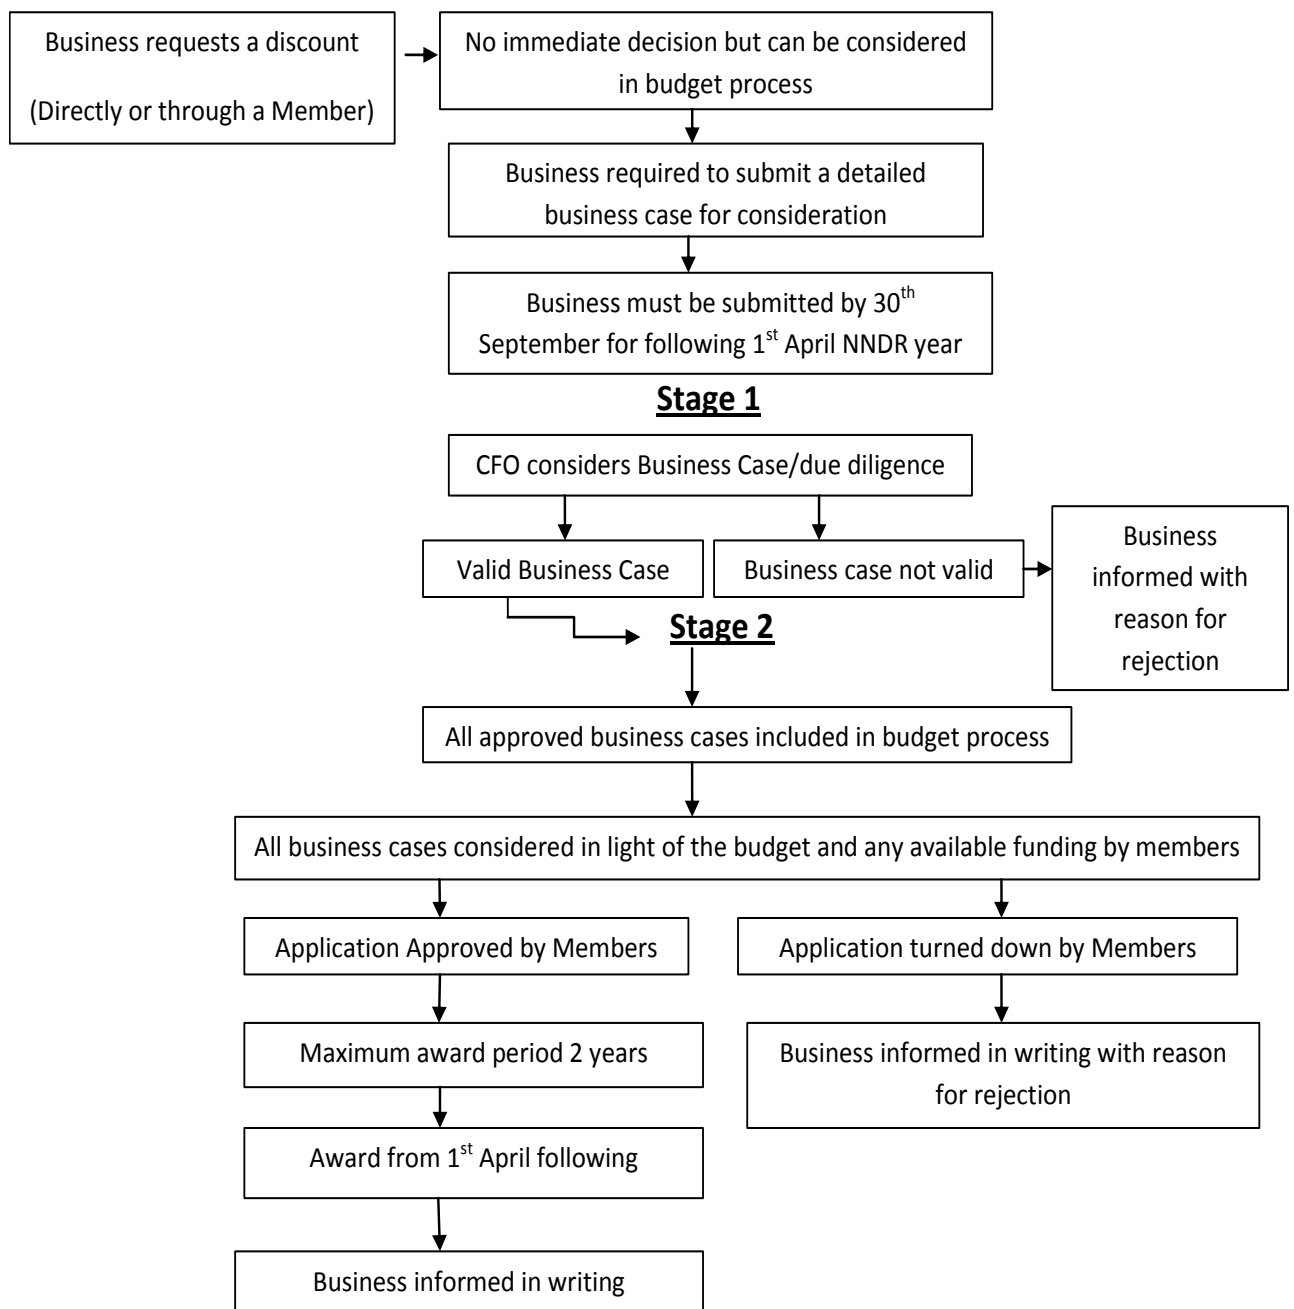 Business requests a discount
(Directly or through a Member)
No immediate decision but can be considered
in budget process
Business required to submit a detailed
business case for consideration
Business must be submitted by 30th
September for following 1st April NNDR year
Stage 1
CFO considers Business Case/due diligence
Valid Business Case
Business case not valid
Business
informed with
reason for
rejection
Stage 2
All approved business cases included in budget process
All business cases considered in light of the budget and any available funding by members
Application Approved by Members
Application turned down by Members
Maximum award period 2 years
Business informed in writing with reason
for rejection
Award from 1st April following
Business informed in writing